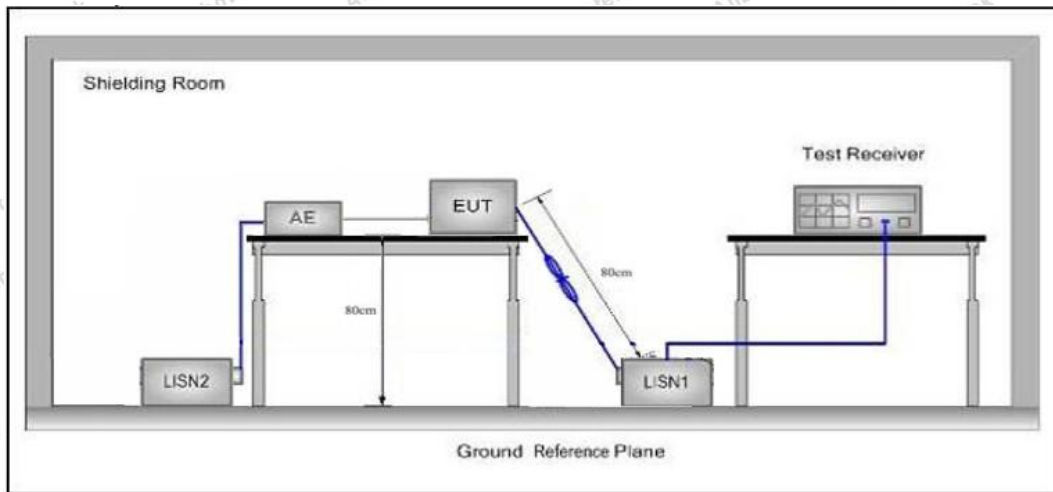 Shielding Room
Test Receiver
AE
EUT
80cm
80cm
LISN2
LISN1
Ground Reference Plane